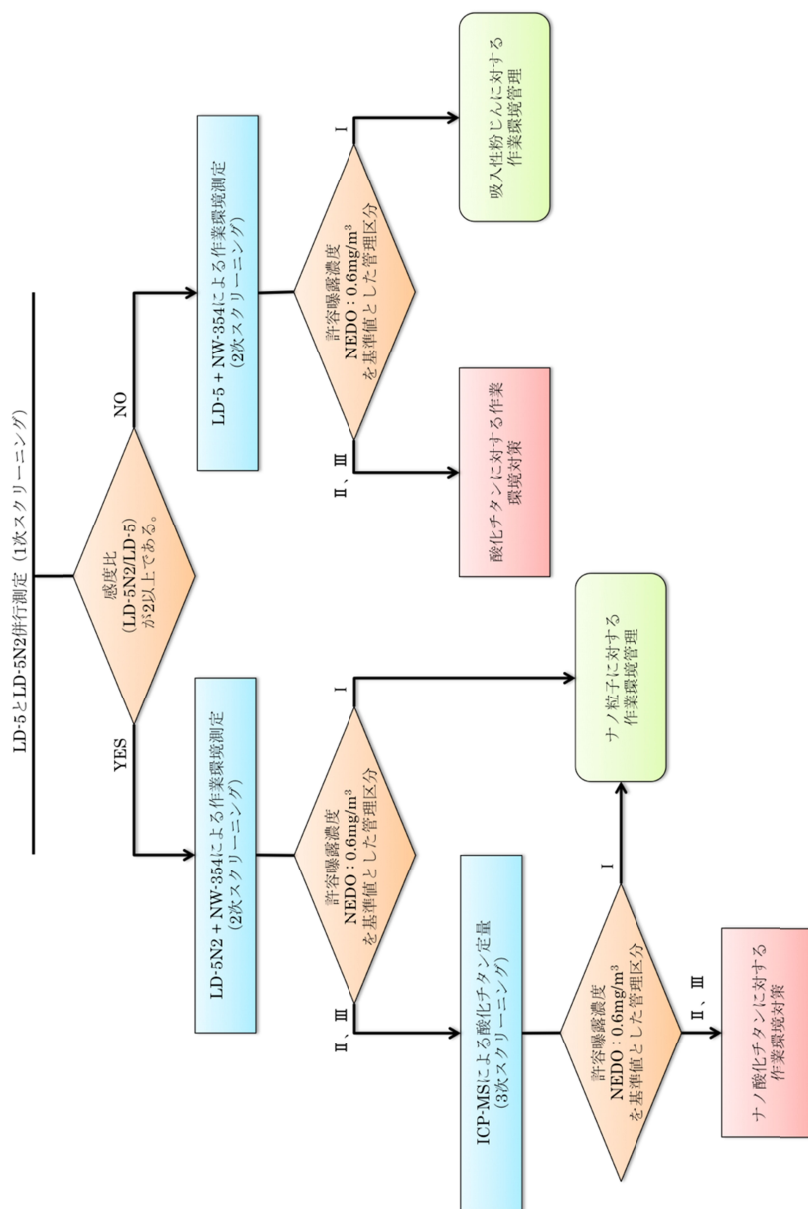 LD-5とLD-5N2併行測定（1次スクリーニング）
感度比
(LD-5N2/LD-5)
が2以上である。
YES
NO
LD-5N2 + NW-354による作業環境測定
（2次スクリーニング）
LD-5 + NW-354による作業環境測定
（2次スクリーニング）
許容曝露濃度
NEDO：0.6mg/m³
を基準値とした管理区分
Ⅱ、Ⅲ
I
許容曝露濃度
NEDO：0.6mg/m³
を基準値とした管理区分
Ⅱ、Ⅲ
I
ICP-MSによる酸化チタン定量
（3次スクリーニング）
酸化チタンに対する作業
環境対策
吸入性粉じんに対する
作業環境管理
許容曝露濃度
NEDO：0.6mg/m³
を基準値とした管理区分
I
ナノ粒子に対する
作業環境管理
Ⅱ、Ⅲ
ナノ酸化チタンに対する
作業環境対策